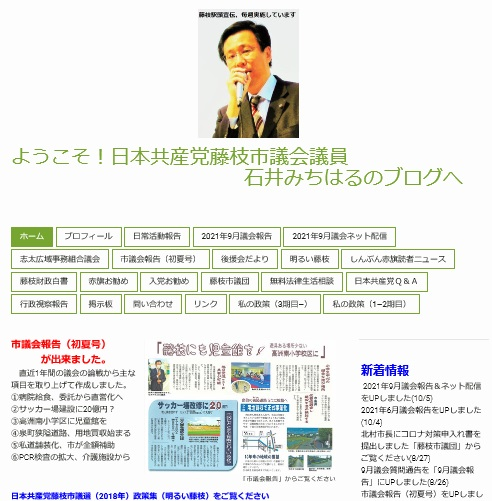 藤枝駅頭宣伝、毎週実施しています
ようこそ！日本共産党藤枝市議会議員
石井みちはるのブログへ
ホーム
プロフィール
日常活動報告
2021年9月議会報告
2021年9月議会ネット配信
志太広域事務組合議会
市議会報告（初夏号）
後援会だより
明るい藤枝
しんぶん赤旗読者ニュース
藤枝財政白書
赤旗お勧め
入党お勧め
藤枝市議団
無料法律生活相談
日本共産党Ｑ＆Ａ
行政視察報告
掲示板
問い合わせ
リンク
私の政策（3期目−）
私の政策（1−2期目）
市議会報告（初夏号）
が出来ました。
直近1年間の議会の論戦から主な
項目を取り上げて作成しました。
①病院給食、委託から直営化へ
②サッカー場建設に20億円？
③高洲南小学区に児童館を
④泉町狭隘道路、用地買収始まる
⑤私道舗装化、市が全額補助
⑥PCR検査の拡大、介護施設から
藤枝にも児童館を！
高洲南小学校区に
サッカー場改修に20
「市議会報告」からご覧ください
日本共産党藤枝市議選（2018年）政策集（明るい藤枝）をご覧ください
新着情報
2021年9月議会報告＆ネット配信
をUPしました(10/5)
2021年6月議会報告をUPしました
(10/4)
北村市長にコロナ対策申入れ書を
提出しました「藤枝市議団」から
ご覧ください(8/27)
9月会質問通告を「9月議会報
告」にUPしました(8/26)
市議会報告（初夏号）をUPしまし